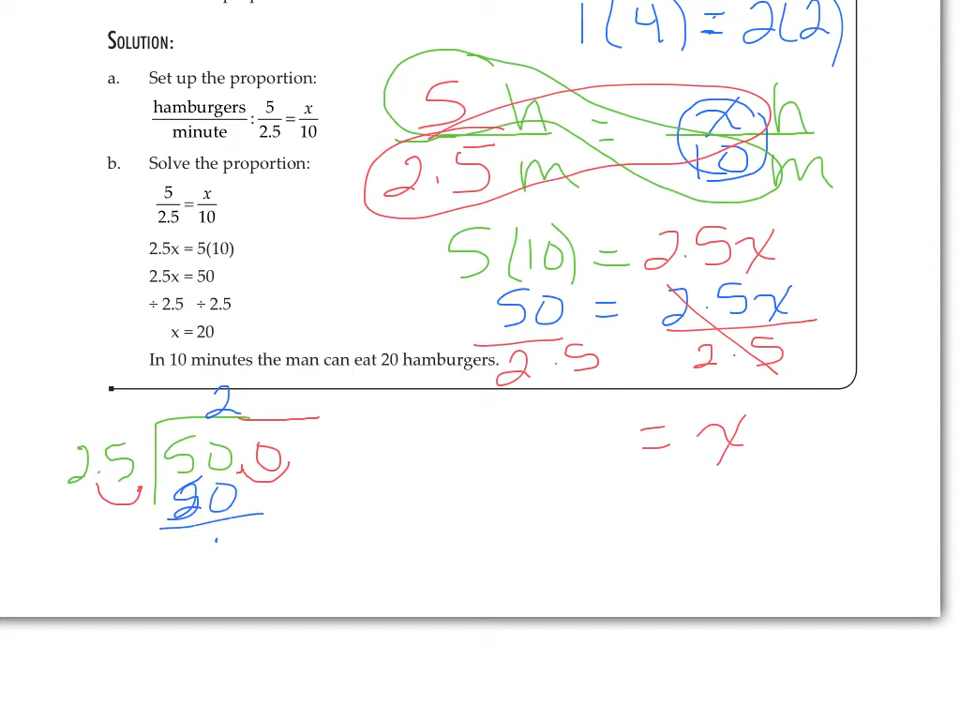 1(4) = 2(2)
SOLUTION:
a. Set up the proportion:
hamburgers/minute : 5/2.5 = x/10
b. Solve the proportion:
5/2.5 = x/10
2.5x = 5(10)
2.5x = 50
÷ 2.5 ÷ 2.5
x = 20
In 10 minutes the man can eat 20 hamburgers.
5 h / 2.5 m = x h / 10 m
5(10) = 2.5x
50 / 2.5 = 2.5x / 2.5
= x
2
2.5 50.0
50